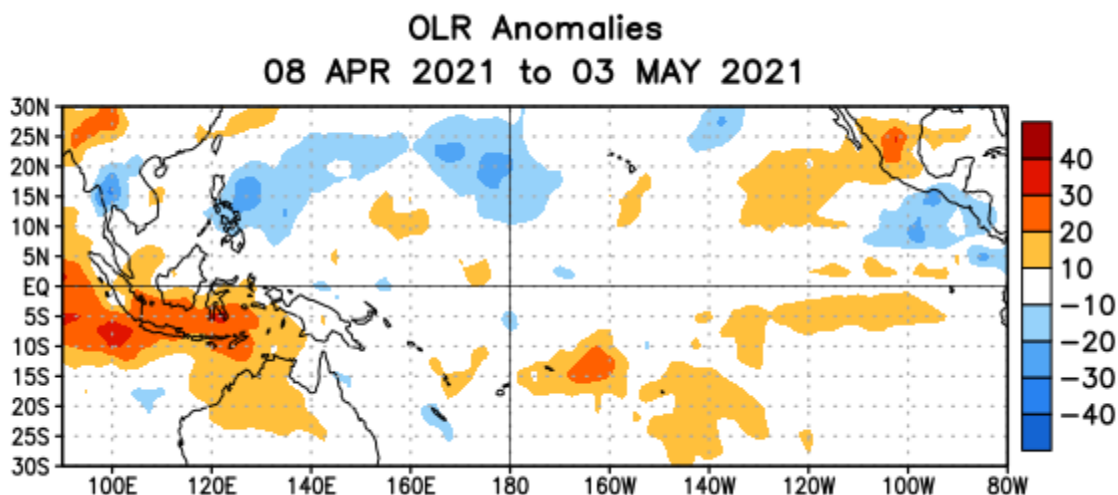 OLR Anomalies
08 APR 2021 to 03 MAY 2021
30N
25N
20N
15N
10N
5N
EQ
5S
10S
15S
20S
25S
30S
100E 120E 140E 160E 180 160W 140W 120W 100W 80W
40
30
20
10
-10
-20
-30
-40